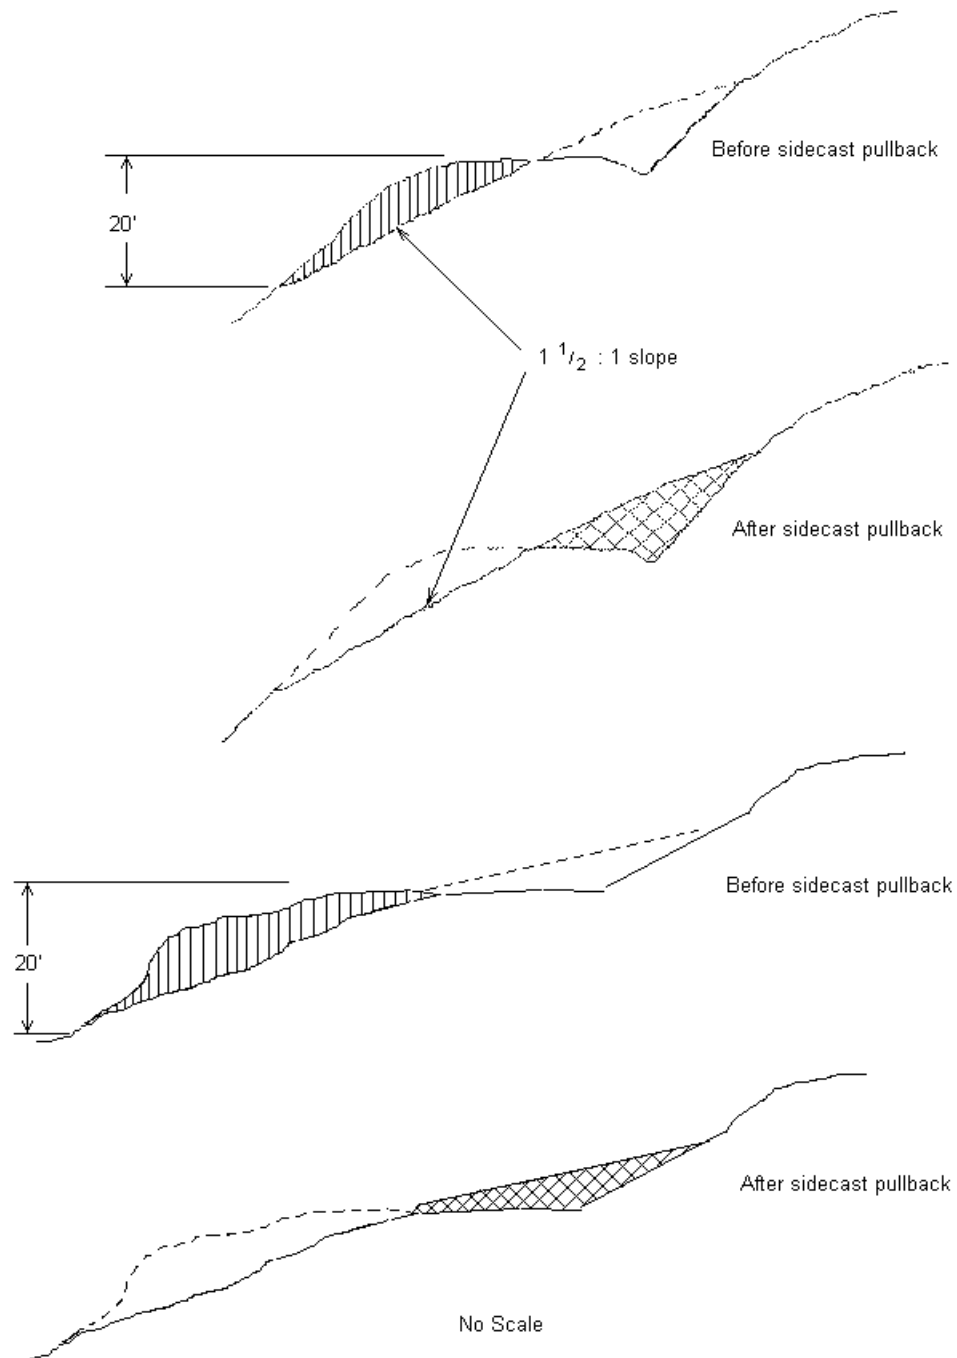 Before sidecast pullback
20'
1 1/2 : 1 slope
After sidecast pullback
Before sidecast pullback
20'
After sidecast pullback
No Scale